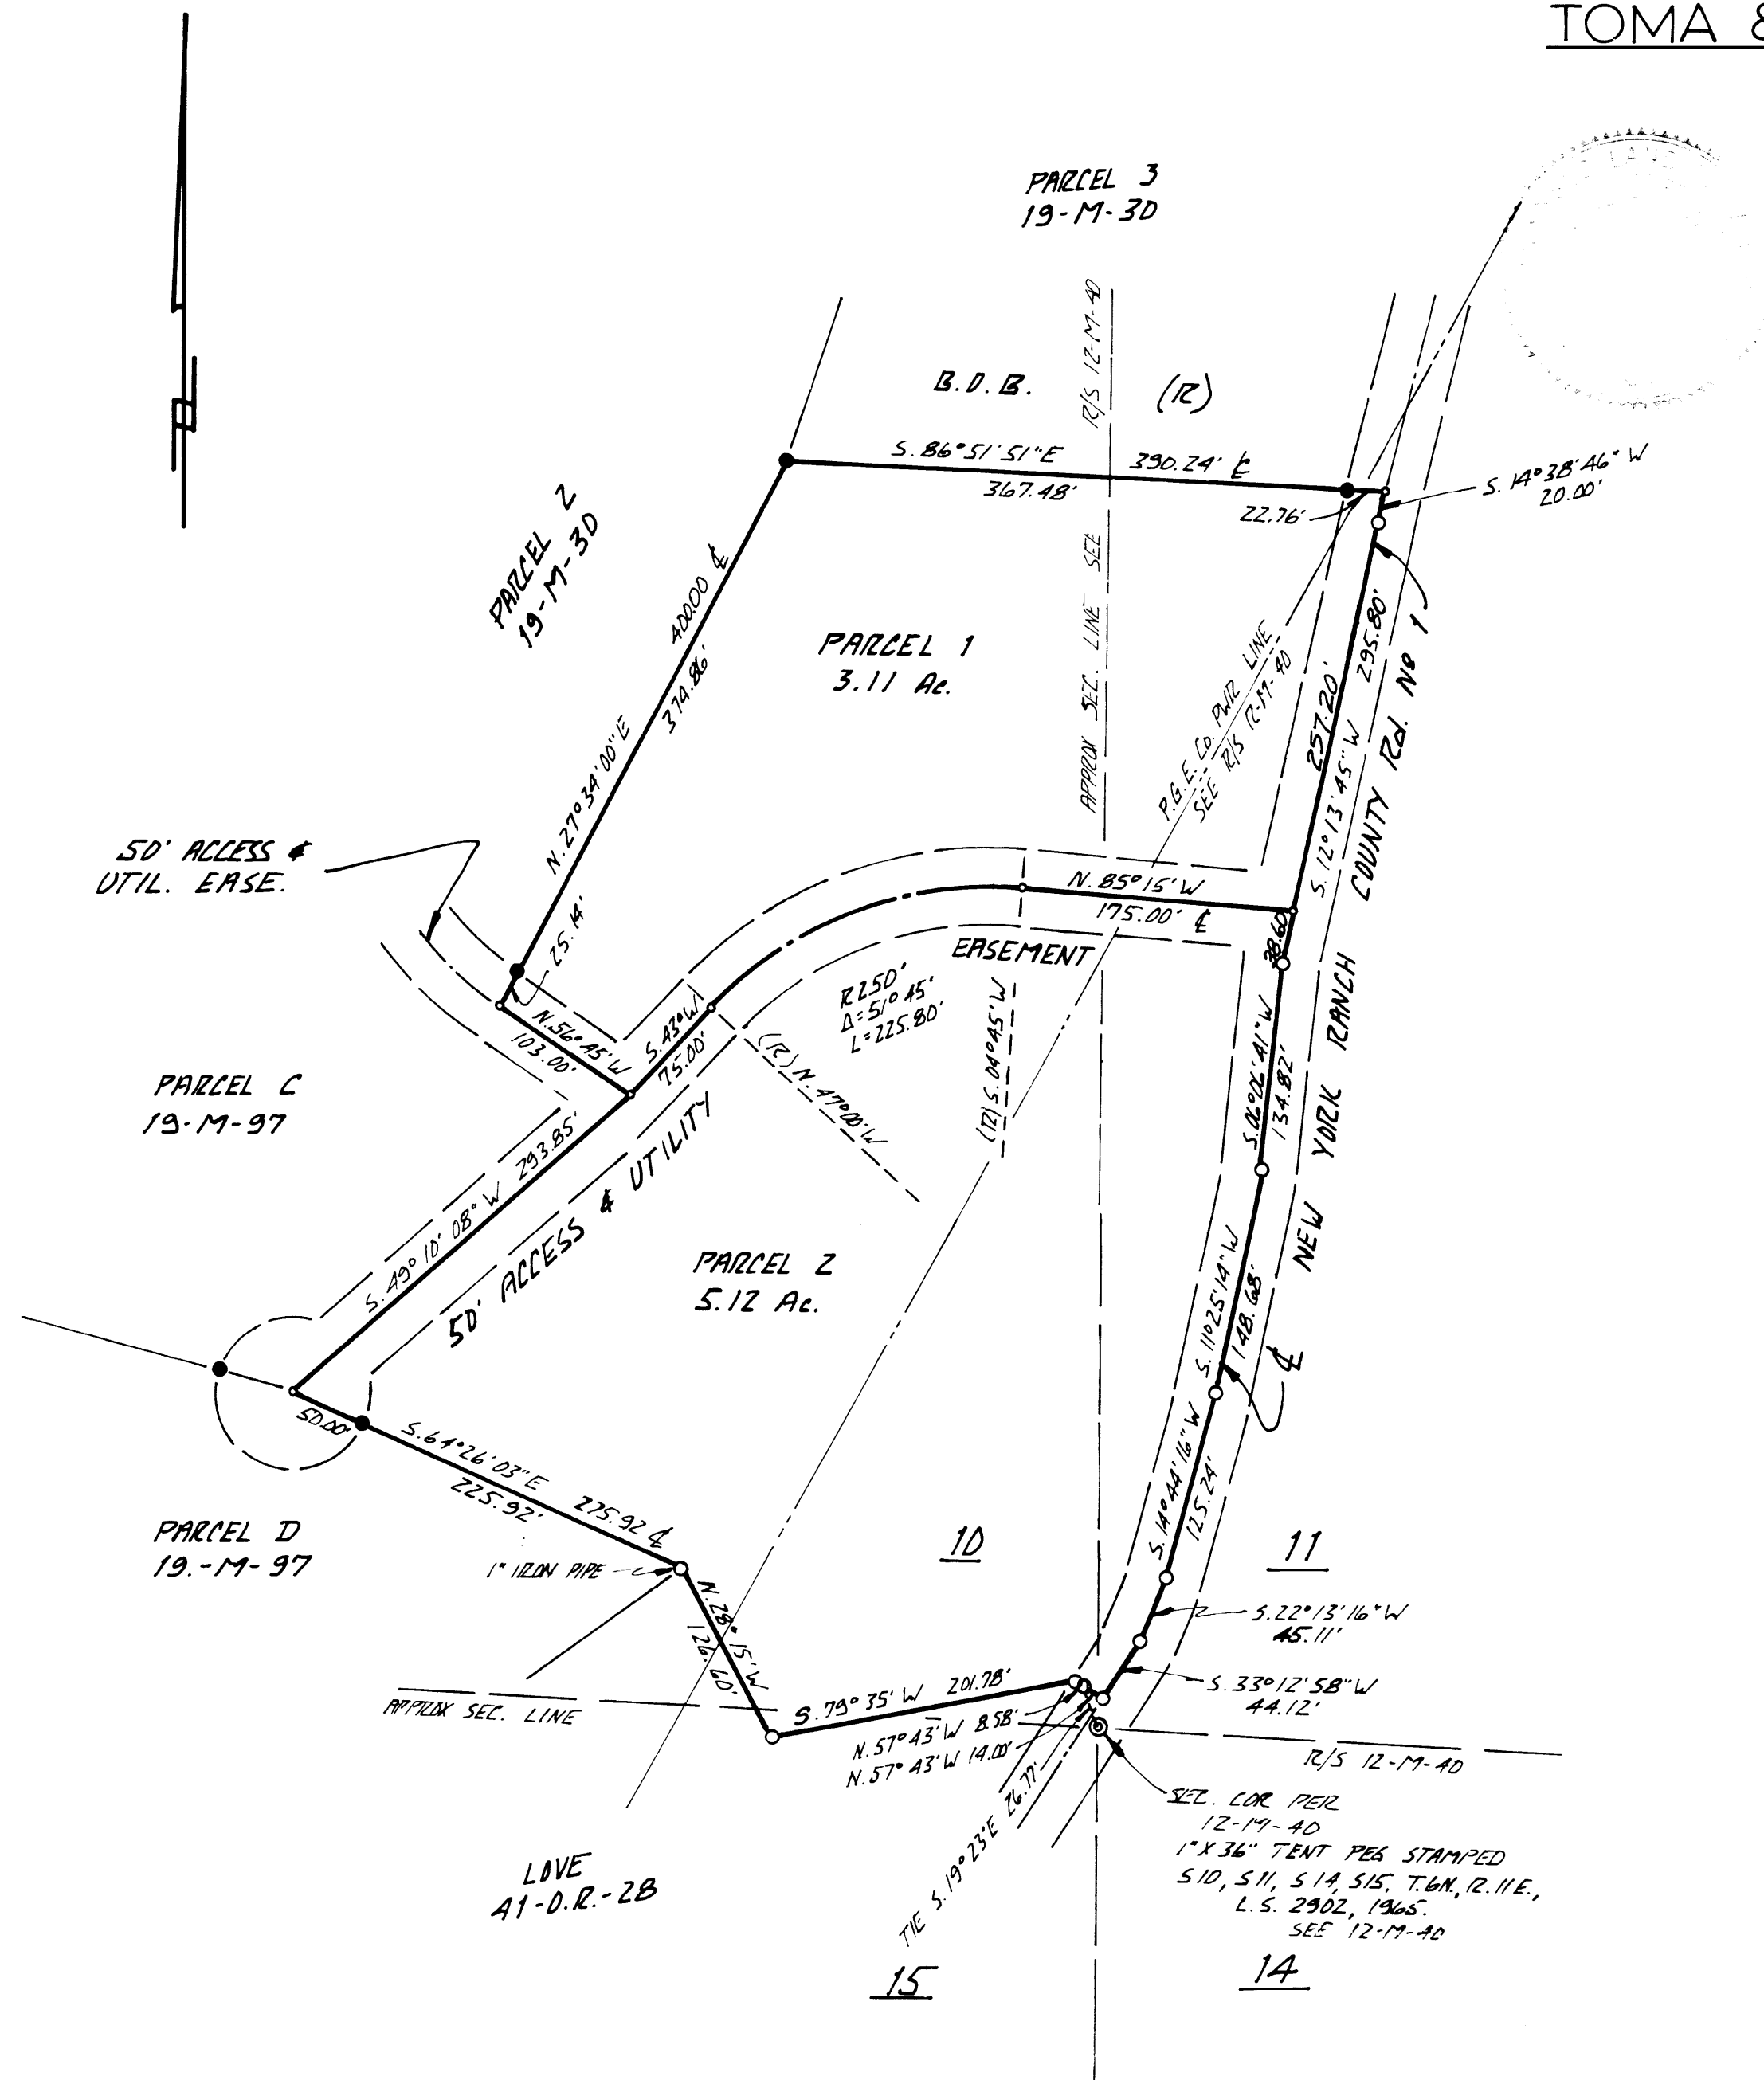 TOMA &
PARCEL 3
19-M-30
B.D.B. (R)
R/S 12-M-40
APPROX SEC. LINE SEE
S. 86°51'51"E 390.24' ℄
367.48'
22.76'
S. 14°38'46" W
20.00'
PARCEL 2
19-M-30
400.00 ℄
374.86'
N. 27°34'00"E
25.14'
PARCEL 1
3.11 Ac.
P.G.E. Co. PWR LINE
SEE R/S 12-M-40
257.20'
295.80'
S. 12°13'45" W
38.60
COUNTY Rd. Nº 1
NEW YORK RANCH
50' ACCESS &
UTIL. EASE.
N. 85°15' W
175.00' ℄
EASEMENT
R 250'
Δ=51°45'
L=225.80'
N. 56°45' W
103.00'
S. 43° W
75.00'
(R) N. 47°00' W
(R) S. 04°45' W
S. 06°06'41" W
134.82'
PARCEL C
19-M-97
S. 49°10'08" W 293.85'
50' ACCESS & UTILITY
PARCEL 2
5.12 Ac.
S. 11°25'14" W
148.68'
℄
50.00'
S. 64°26'03"E 275.92 ℄
225.92'
PARCEL D
19.-M-97
1" IRON PIPE
N. 28°15' W
126.60'
10
11
S. 14°44'16" W
125.24'
S. 22°13'16" W
45.11'
S. 33°12'58" W
44.12'
APPROX SEC. LINE
S. 79°35' W 201.78'
N. 57°43' W 8.58'
N. 57°43' W 14.00'
TIE S. 19°23'E 26.77'
R/S 12-M-40
SEC. COR PER
12-M-40
1" X 36" TENT PEG STAMPED
S10, S11, S14, S15, T.6N., R.11E.,
L.S. 2902, 1965.
SEE 12-M-40
LOVE
41-O.R.-28
15
14